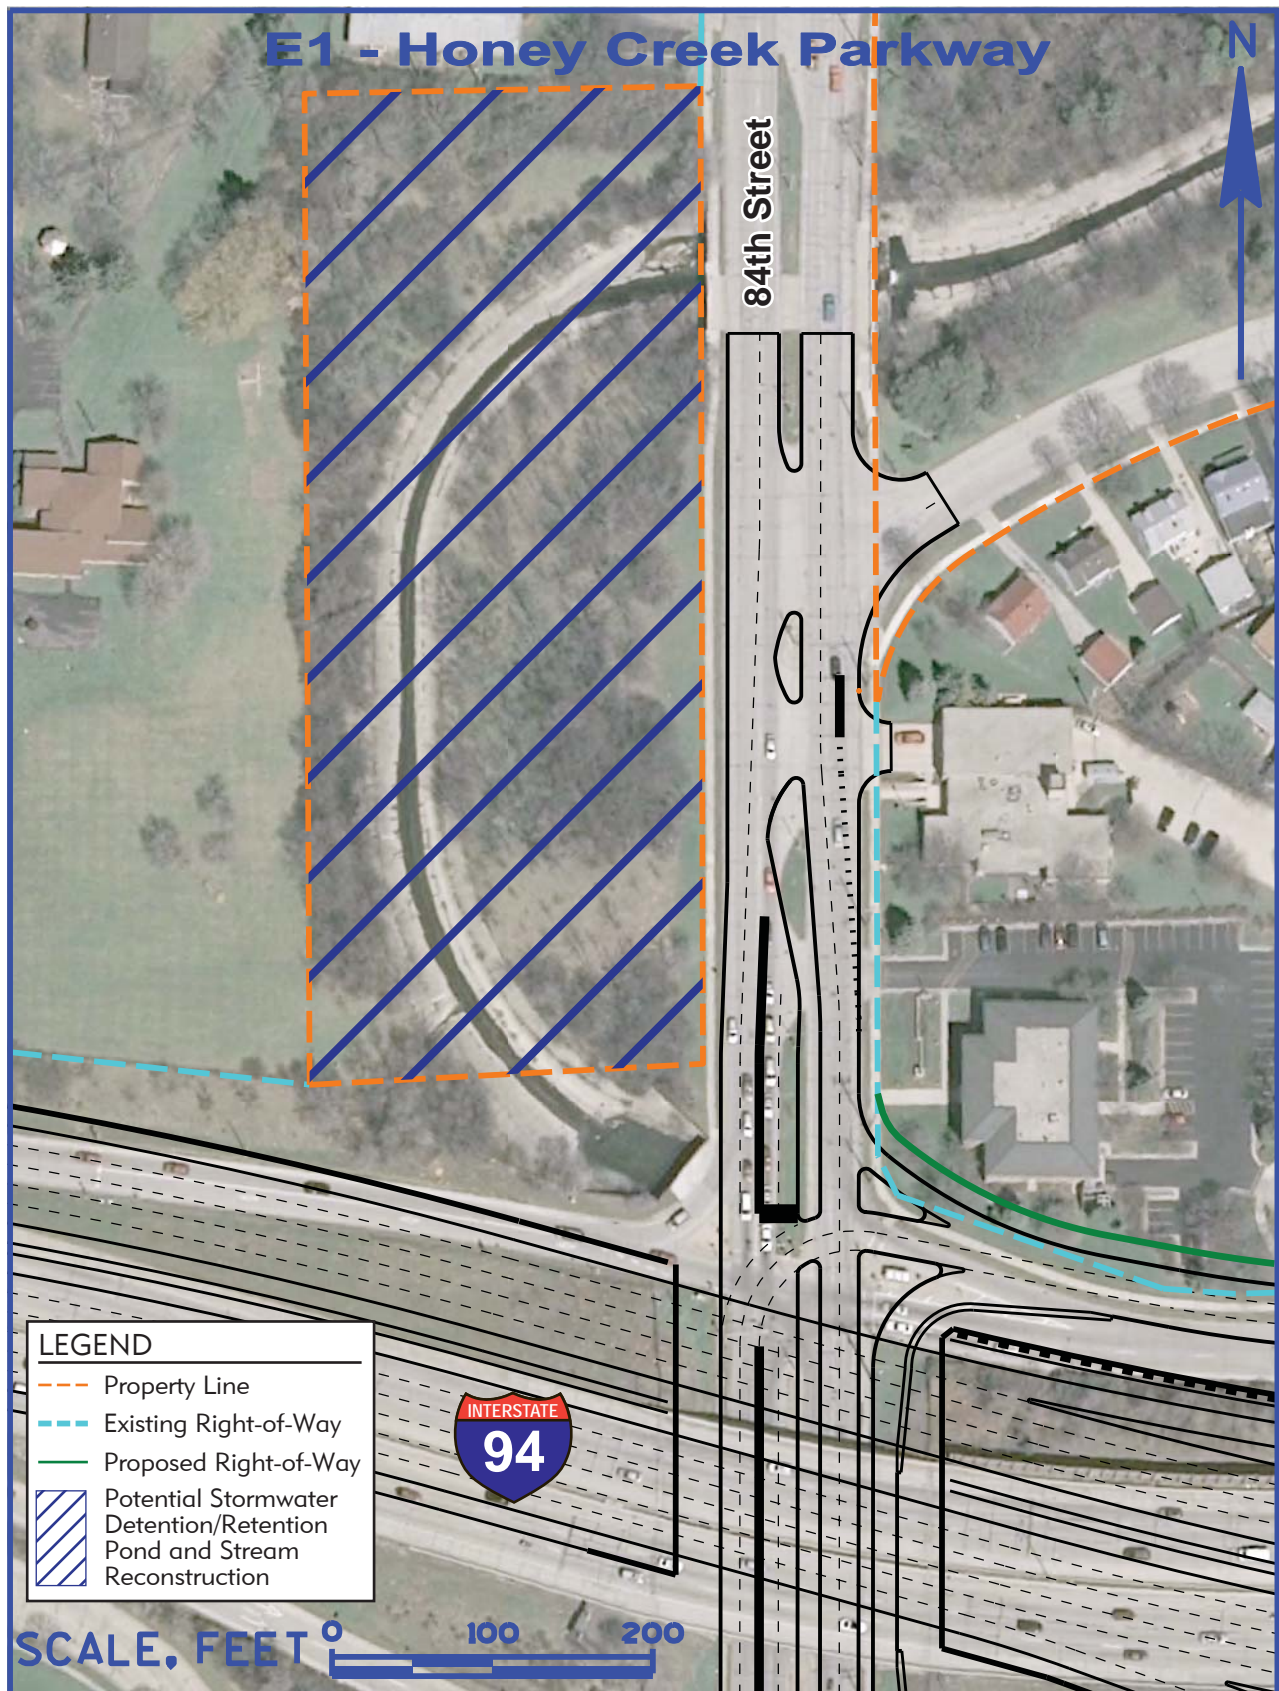 E1 - Honey Creek Parkway
N
84th Street
LEGEND
Property Line
Existing Right-of-Way
Proposed Right-of-Way
Potential Stormwater
Detention/Retention
Pond and Stream
Reconstruction
INTERSTATE
94
SCALE, FEET 0 100 200